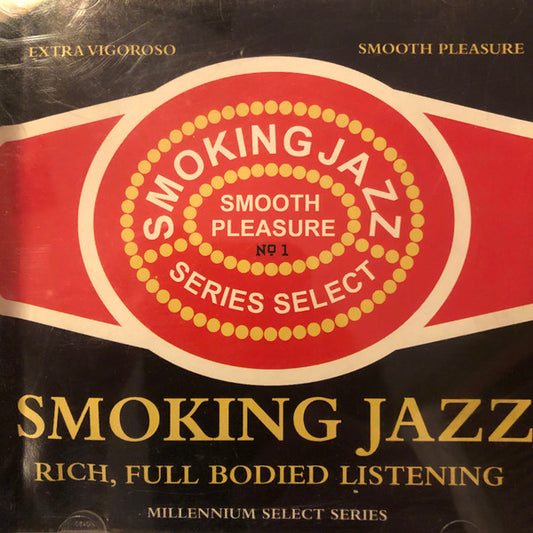 EXTRA VIGOROSO
SMOOTH PLEASURE
SMOKING JAZZ
SMOOTH
PLEASURE
Nº 1
SERIES SELECT
SMOKING JAZZ
RICH, FULL BODIED LISTENING
MILLENNIUM SELECT SERIES